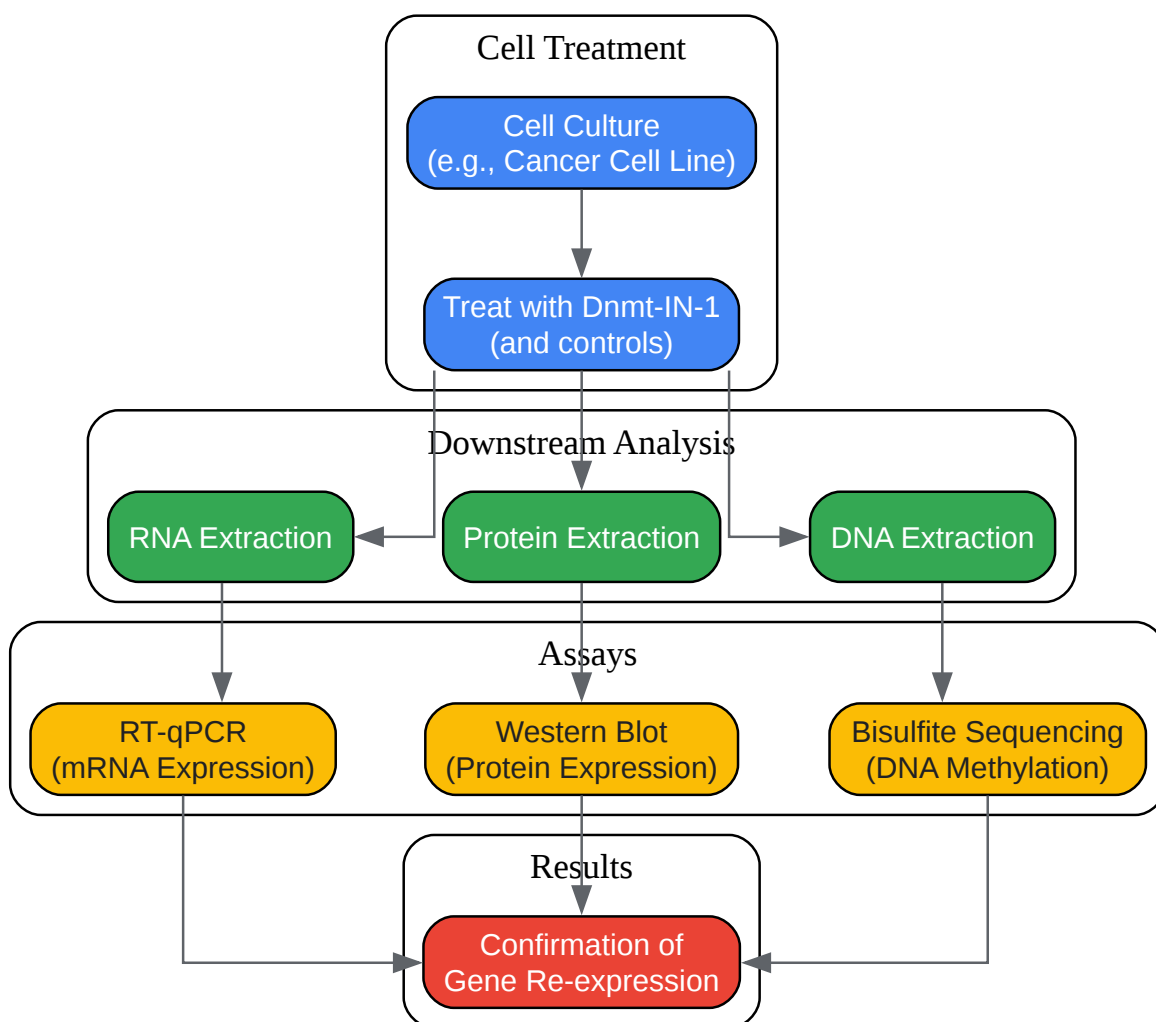 Cell Treatment
Cell Culture
(e.g., Cancer Cell Line)
Treat with Dnmt-IN-1
(and controls)
Downstream Analysis
RNA Extraction
Protein Extraction
DNA Extraction
Assays
RT-qPCR
(mRNA Expression)
Western Blot
(Protein Expression)
Bisulfite Sequencing
(DNA Methylation)
Results
Confirmation of
Gene Re-expression